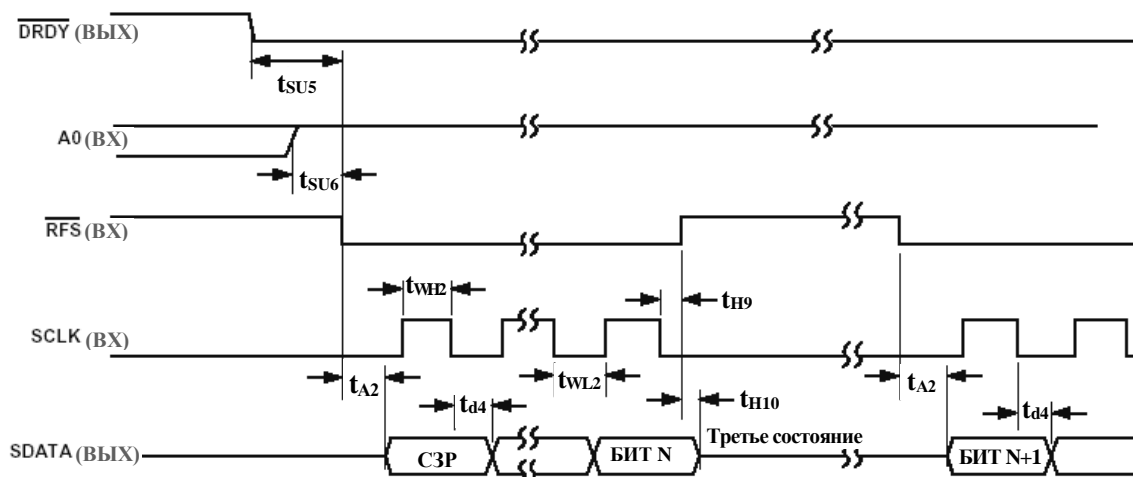 DRDY (ВЫХ)
tSU5
A0 (ВХ)
tSU6
RFS (ВХ)
tWH2
tH9
SCLK (ВХ)
tA2
tWL2
tA2
td4
tH10
td4
SDATA (ВЫХ)
СЗР
БИТ N
Третье состояние
БИТ N+1